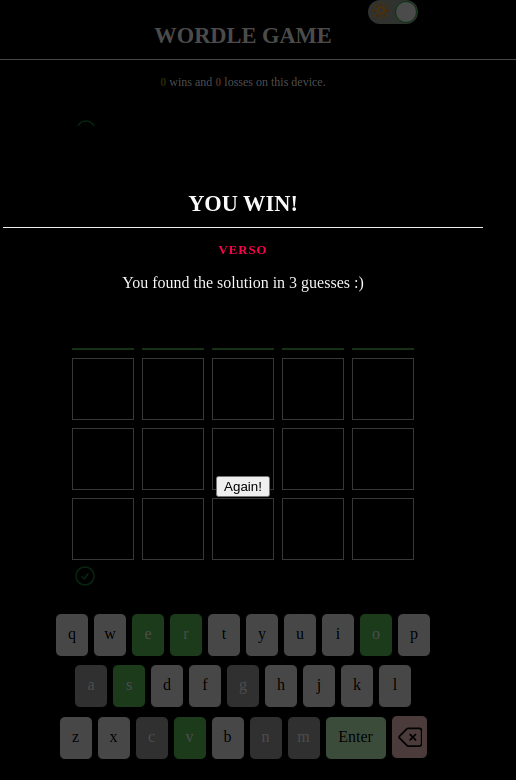 WORDLE GAME
0 wins and 0 losses on this device.
YOU WIN!
VERSO
You found the solution in 3 guesses :)
Again!
q w e r t y u i o p
a s d f g h j k l
z x c v b n m Enter